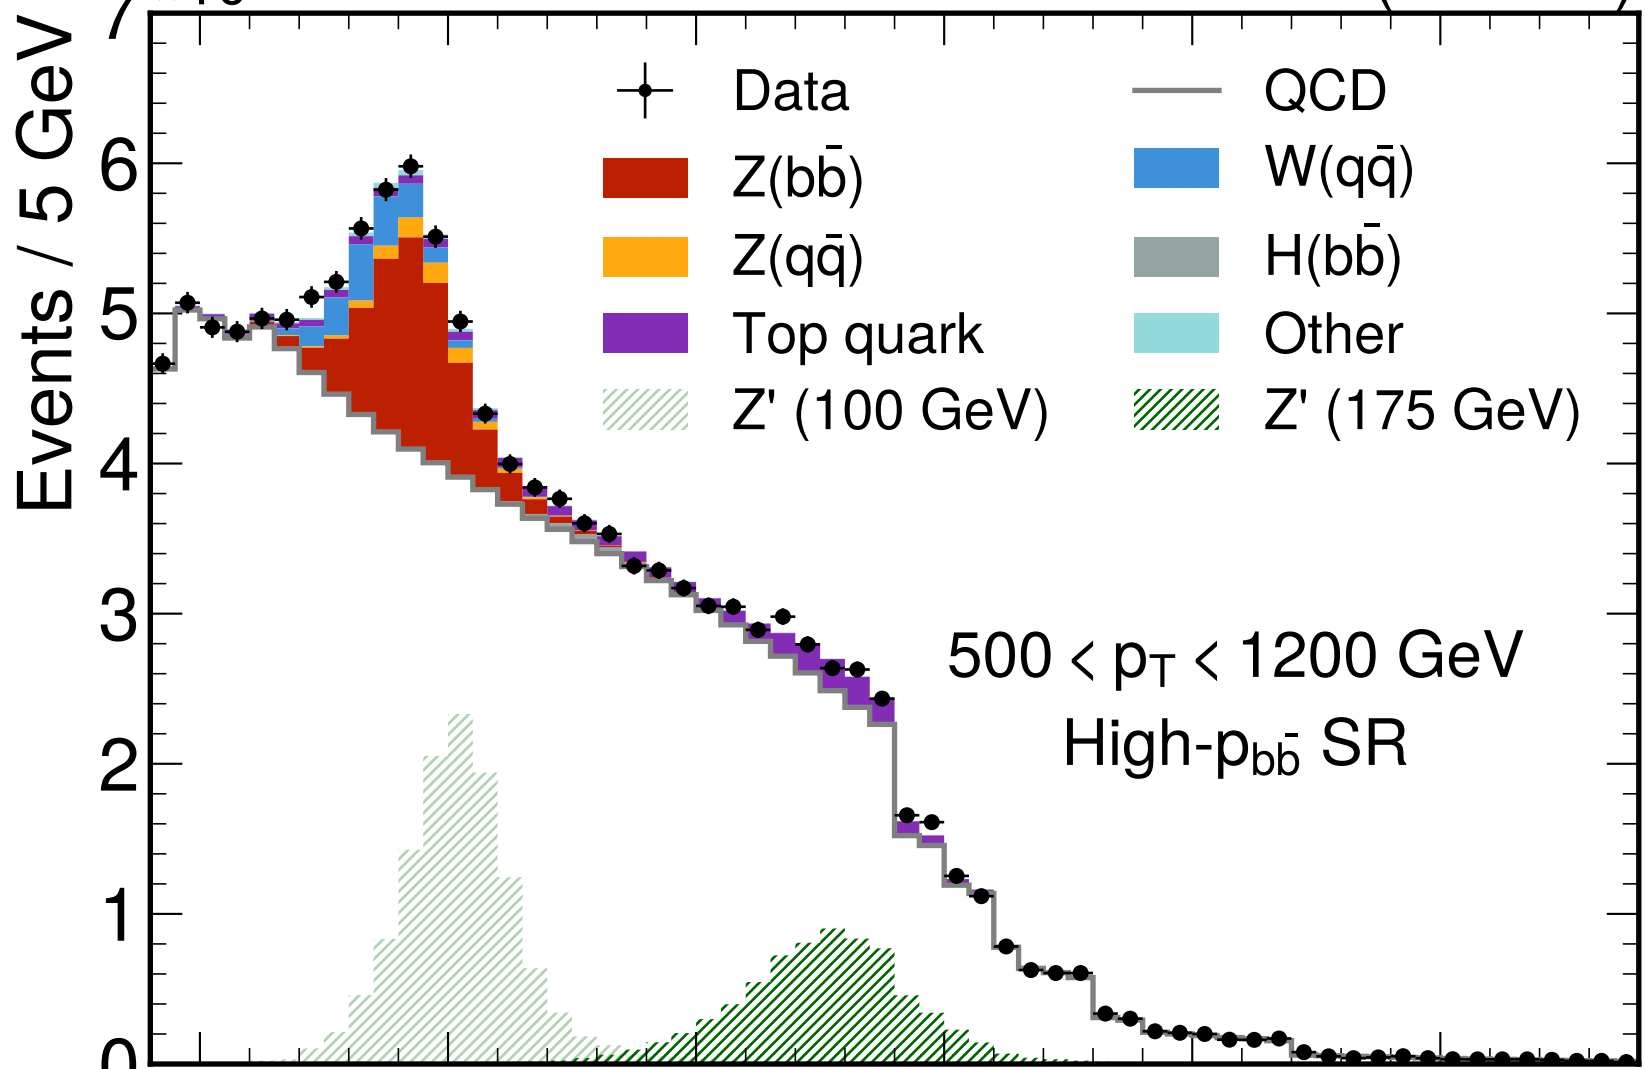 7
Events / 5 GeV
Data
QCD
Z(bb̄)
W(qq̄)
Z(qq̄)
H(bb̄)
Top quark
Other
Z' (100 GeV)
Z' (175 GeV)
6
5
4
3
2
1
0
500 < pT < 1200 GeV
High-pbb̄ SR